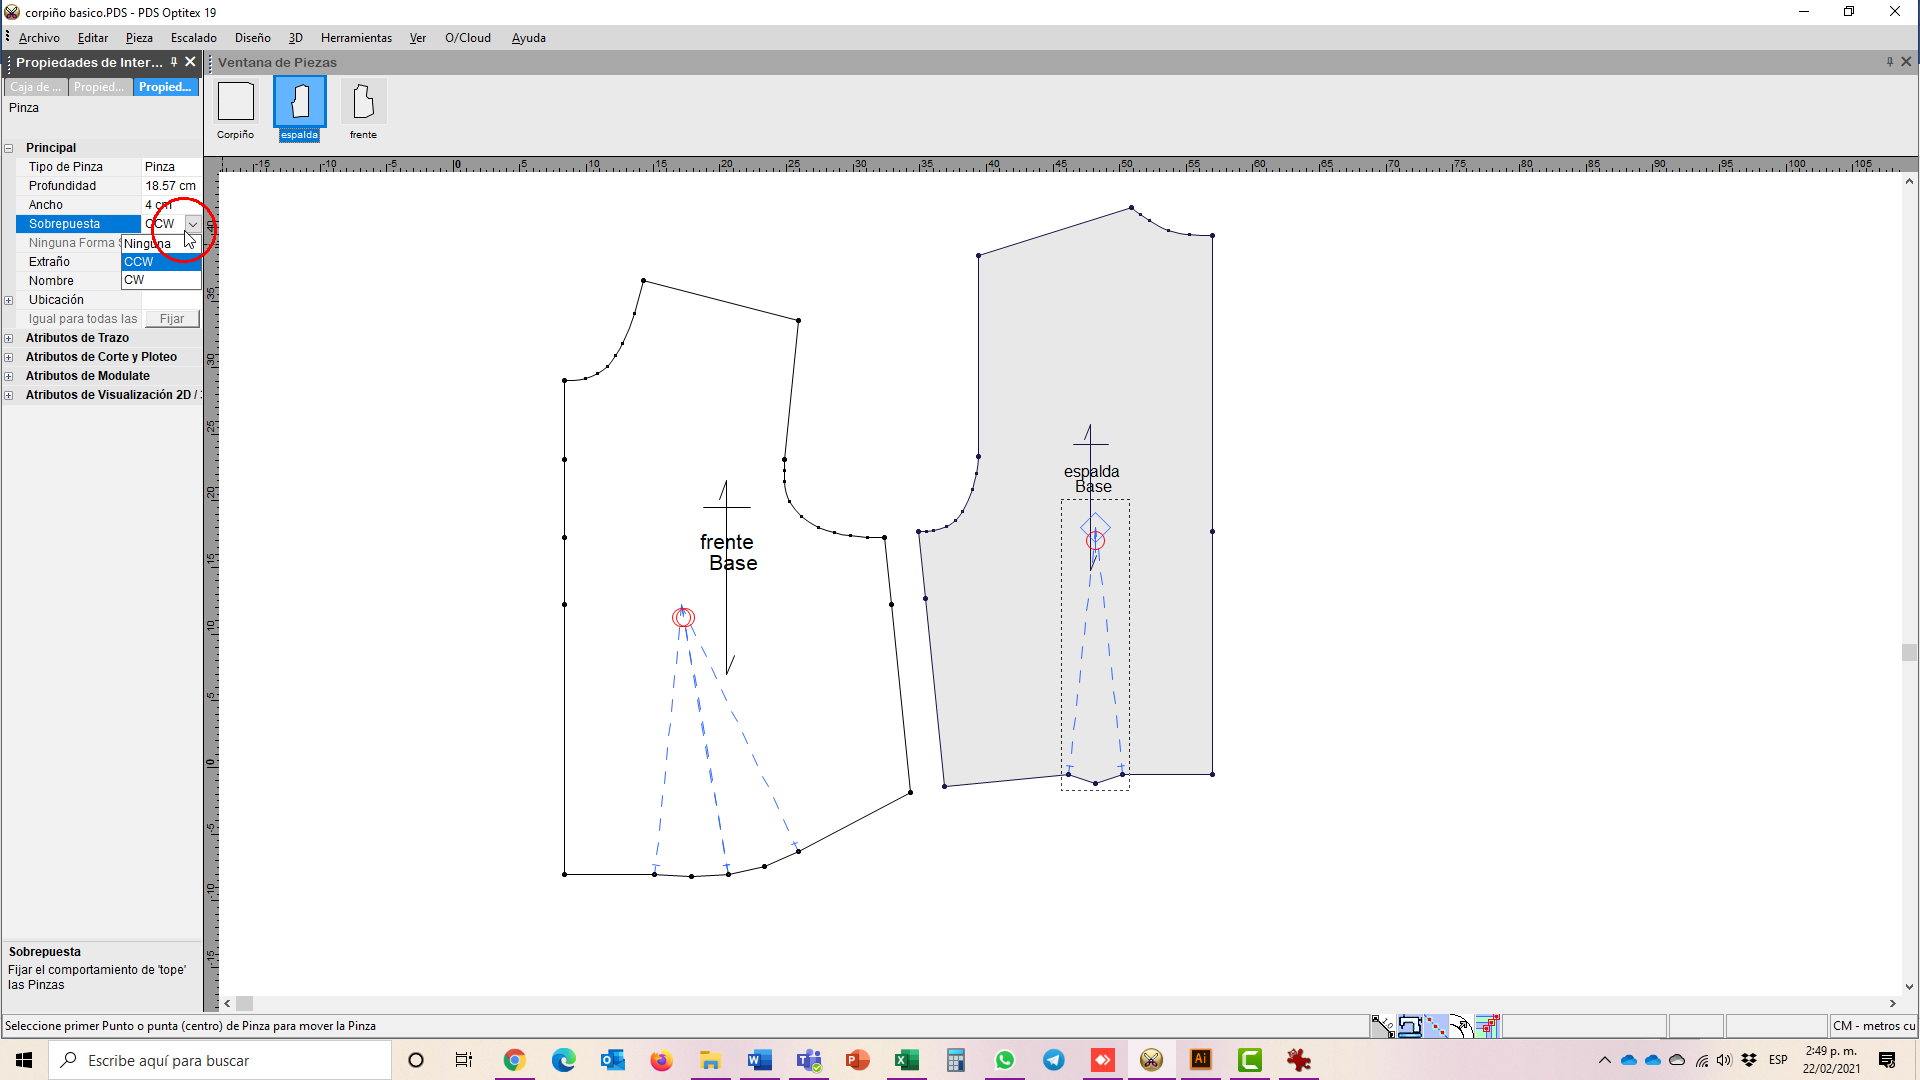 corpiño basico.PDS - PDS Optitex 19
Archivo Editar Pieza Escalado Diseño 3D Herramientas Ver O/Cloud Ayuda
Propiedades de Inter...
Ventana de Piezas
Caja de ... Propied... Propied...
Pinza
Corpiño espalda frente
Principal
Tipo de Pinza Pinza
Profundidad 18.57 cm
Ancho 4 cm
Sobrepuesta CCW
Ninguna Forma
Ninguna
Extraño
CCW
Nombre
CW
Ubicación
Igual para todas las Fijar
Atributos de Trazo
Atributos de Corte y Ploteo
Atributos de Modulate
Atributos de Visualización 2D /
-15 -10 -5 0 5 10 15 20 25 30 35 40 45 50 55 60 65 70 75 80 85 90 95 100 105
40
35
30
25
20
15
10
5
0
-5
-10
-15
espalda
Base
frente
Base
Sobrepuesta
Fijar el comportamiento de 'tope'
las Pinzas
Seleccione primer Punto o punta (centro) de Pinza para mover la Pinza
CM - metros cu
Escribe aquí para buscar
ESP
2:49 p. m.
22/02/2021